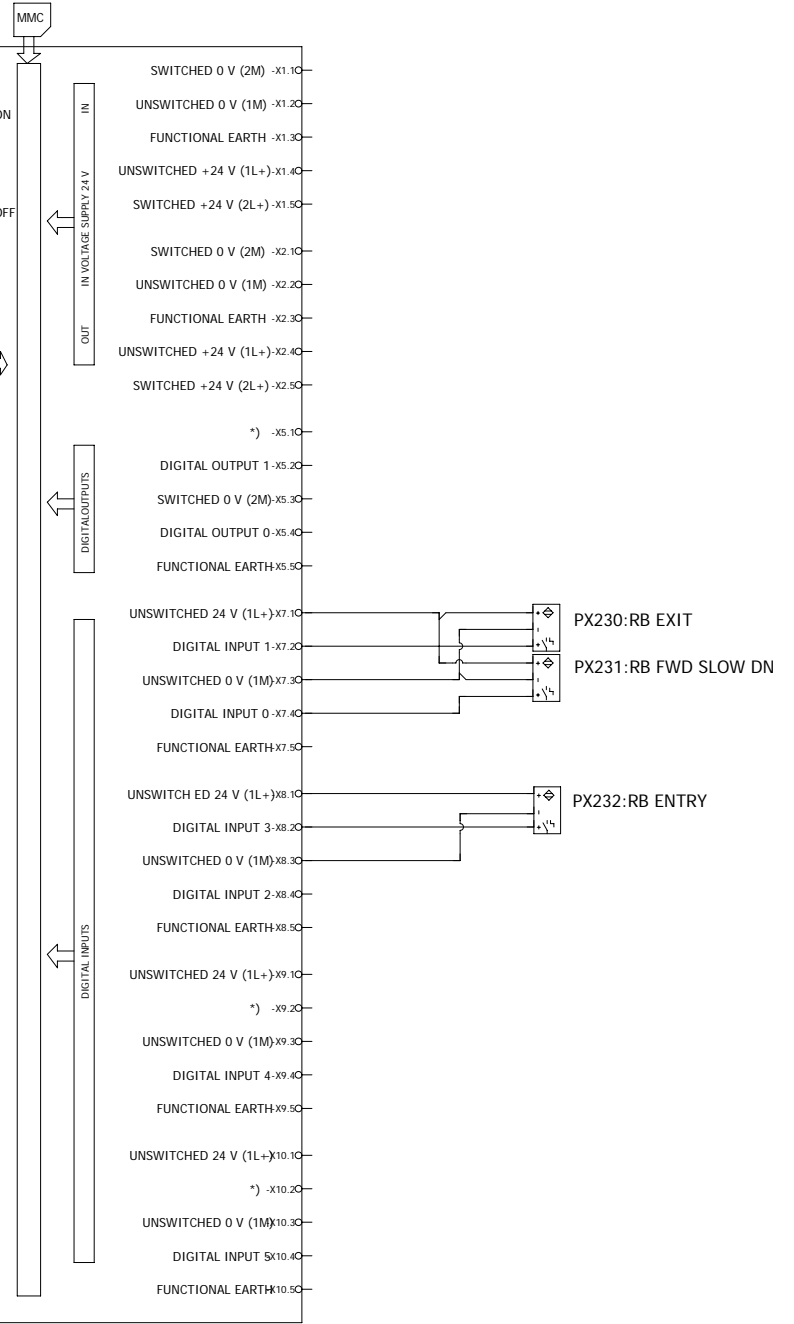 MMC
ON
OFF
IN
IN VOLTAGE SUPPLY 24 V
OUT
SWITCHED 0 V (2M) -X1.1
UNSWITCHED 0 V (1M) -X1.2
FUNCTIONAL EARTH -X1.3
UNSWITCHED +24 V (1L+)-X1.4
SWITCHED +24 V (2L+) -X1.5
SWITCHED 0 V (2M) -X2.1
UNSWITCHED 0 V (1M) -X2.2
FUNCTIONAL EARTH -X2.3
UNSWITCHED +24 V (1L+)-X2.4
SWITCHED +24 V (2L+) -X2.5
DIGITALOUTPUTS
*) -X5.1
DIGITAL OUTPUT 1-X5.2
SWITCHED 0 V (2M)-X5.3
DIGITAL OUTPUT 0-X5.4
FUNCTIONAL EARTH-X5.5
DIGITAL INPUTS
UNSWITCHED 24 V (1L+)-X7.1
DIGITAL INPUT 1-X7.2
UNSWITCHED 0 V (1M)-X7.3
DIGITAL INPUT 0-X7.4
FUNCTIONAL EARTH-X7.5
PX230:RB EXIT
PX231:RB FWD SLOW DN
UNSWITCH ED 24 V (1L+)-X8.1
DIGITAL INPUT 3-X8.2
UNSWITCHED 0 V (1M)-X8.3
DIGITAL INPUT 2-X8.4
FUNCTIONAL EARTH-X8.5
PX232:RB ENTRY
UNSWITCHED 24 V (1L+)-X9.1
*) -X9.2
UNSWITCHED 0 V (1M)-X9.3
DIGITAL INPUT 4-X9.4
FUNCTIONAL EARTH-X9.5
UNSWITCHED 24 V (1L+)-X10.1
*) -X10.2
UNSWITCHED 0 V (1M)-X10.3
DIGITAL INPUT 5-X10.4
FUNCTIONAL EARTH-X10.5